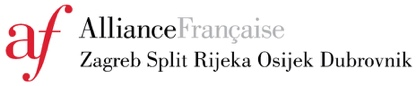 af AllianceFrançaise
Zagreb Split Rijeka Osijek Dubrovnik